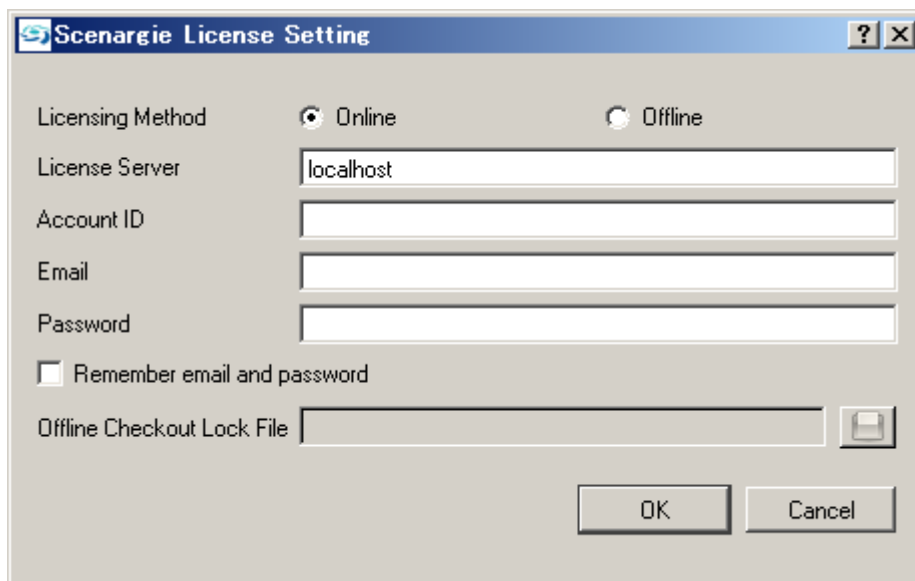 Scenargie License Setting
Licensing Method Online Offline
License Server localhost
Account ID
Email
Password
Remember email and password
Offline Checkout Lock File
OK Cancel